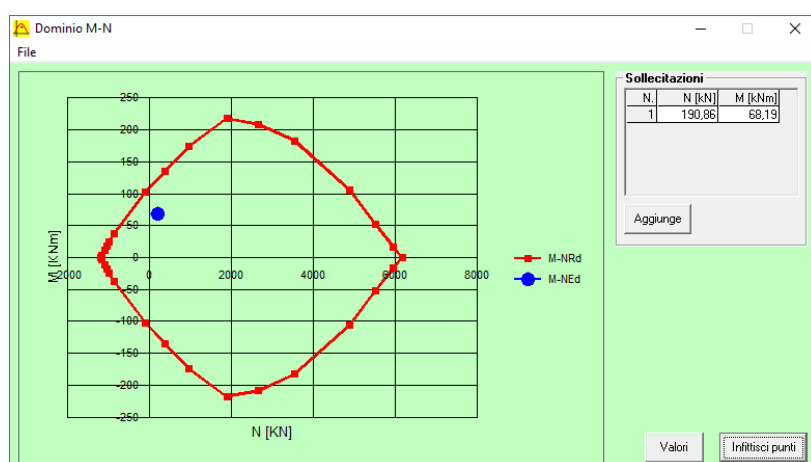 Dominio M-N
File
Sollecitazioni
N. N [kN] M [kNm]
1 190,86 68,19
Aggiunge
250
200
150
100
50
0
-50
-100
-150
-200
-250
M [KNm]
2000 0 2000 4000 6000 8000
N [KN]
M-NRd
M-NEd
Valori
Infittisci punti